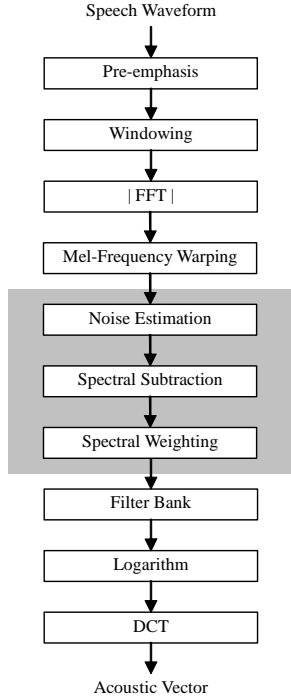 Speech Waveform
Pre-emphasis
Windowing
| FFT |
Mel-Frequency Warping
Noise Estimation
Spectral Subtraction
Spectral Weighting
Filter Bank
Logarithm
DCT
Acoustic Vector